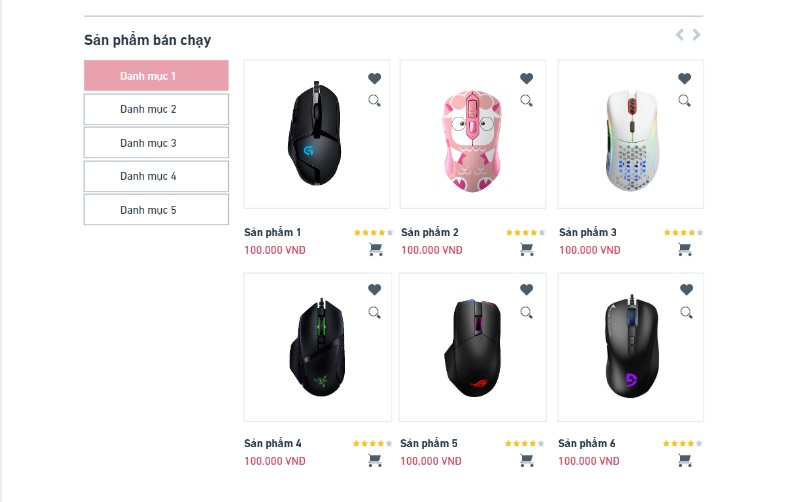 Sản phẩm bán chạy
Danh mục 1
Danh mục 2
Danh mục 3
Danh mục 4
Danh mục 5
Sản phẩm 1
100.000 VNĐ
Sản phẩm 2
100.000 VNĐ
Sản phẩm 3
100.000 VNĐ
Sản phẩm 4
100.000 VNĐ
Sản phẩm 5
100.000 VNĐ
Sản phẩm 6
100.000 VNĐ